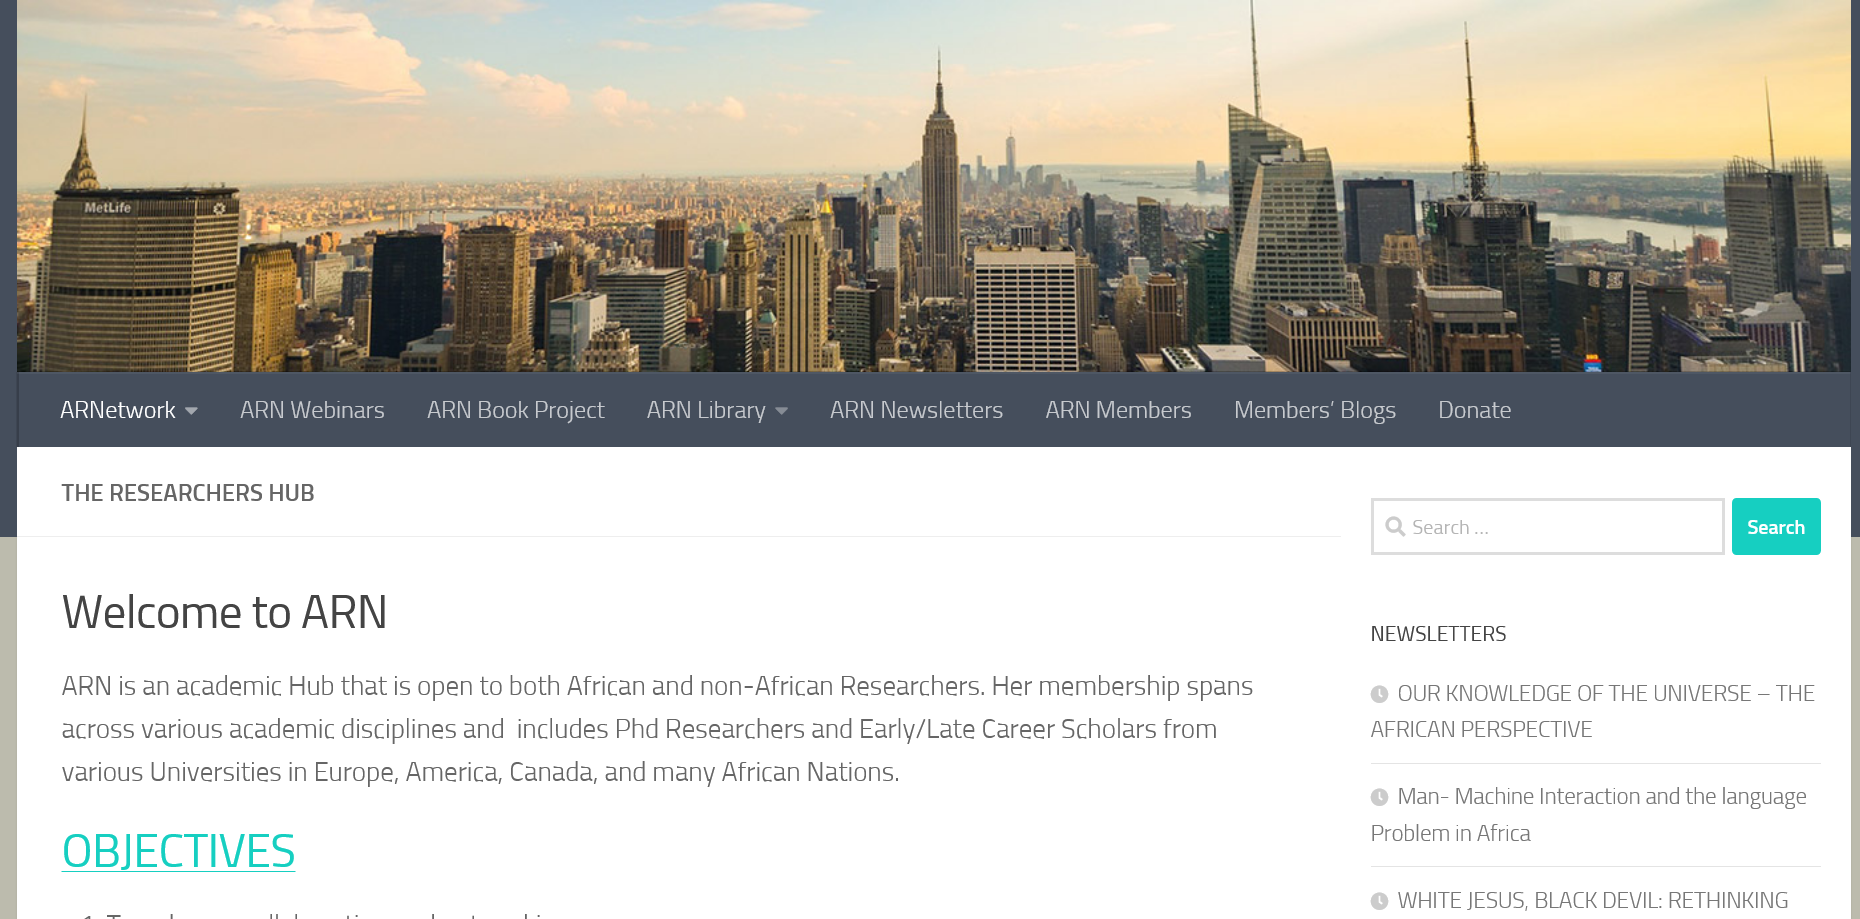 MetLife
ARNetwork
ARN Webinars
ARN Book Project
ARN Library
ARN Newsletters
ARN Members
Members’ Blogs
Donate
THE RESEARCHERS HUB
Search ...
Search
Welcome to ARN
ARN is an academic Hub that is open to both African and non-African Researchers. Her membership spans
across various academic disciplines and  includes Phd Researchers and Early/Late Career Scholars from
various Universities in Europe, America, Canada, and many African Nations.
OBJECTIVES
NEWSLETTERS
OUR KNOWLEDGE OF THE UNIVERSE – THE
AFRICAN PERSPECTIVE
Man- Machine Interaction and the language
Problem in Africa
WHITE JESUS, BLACK DEVIL: RETHINKING